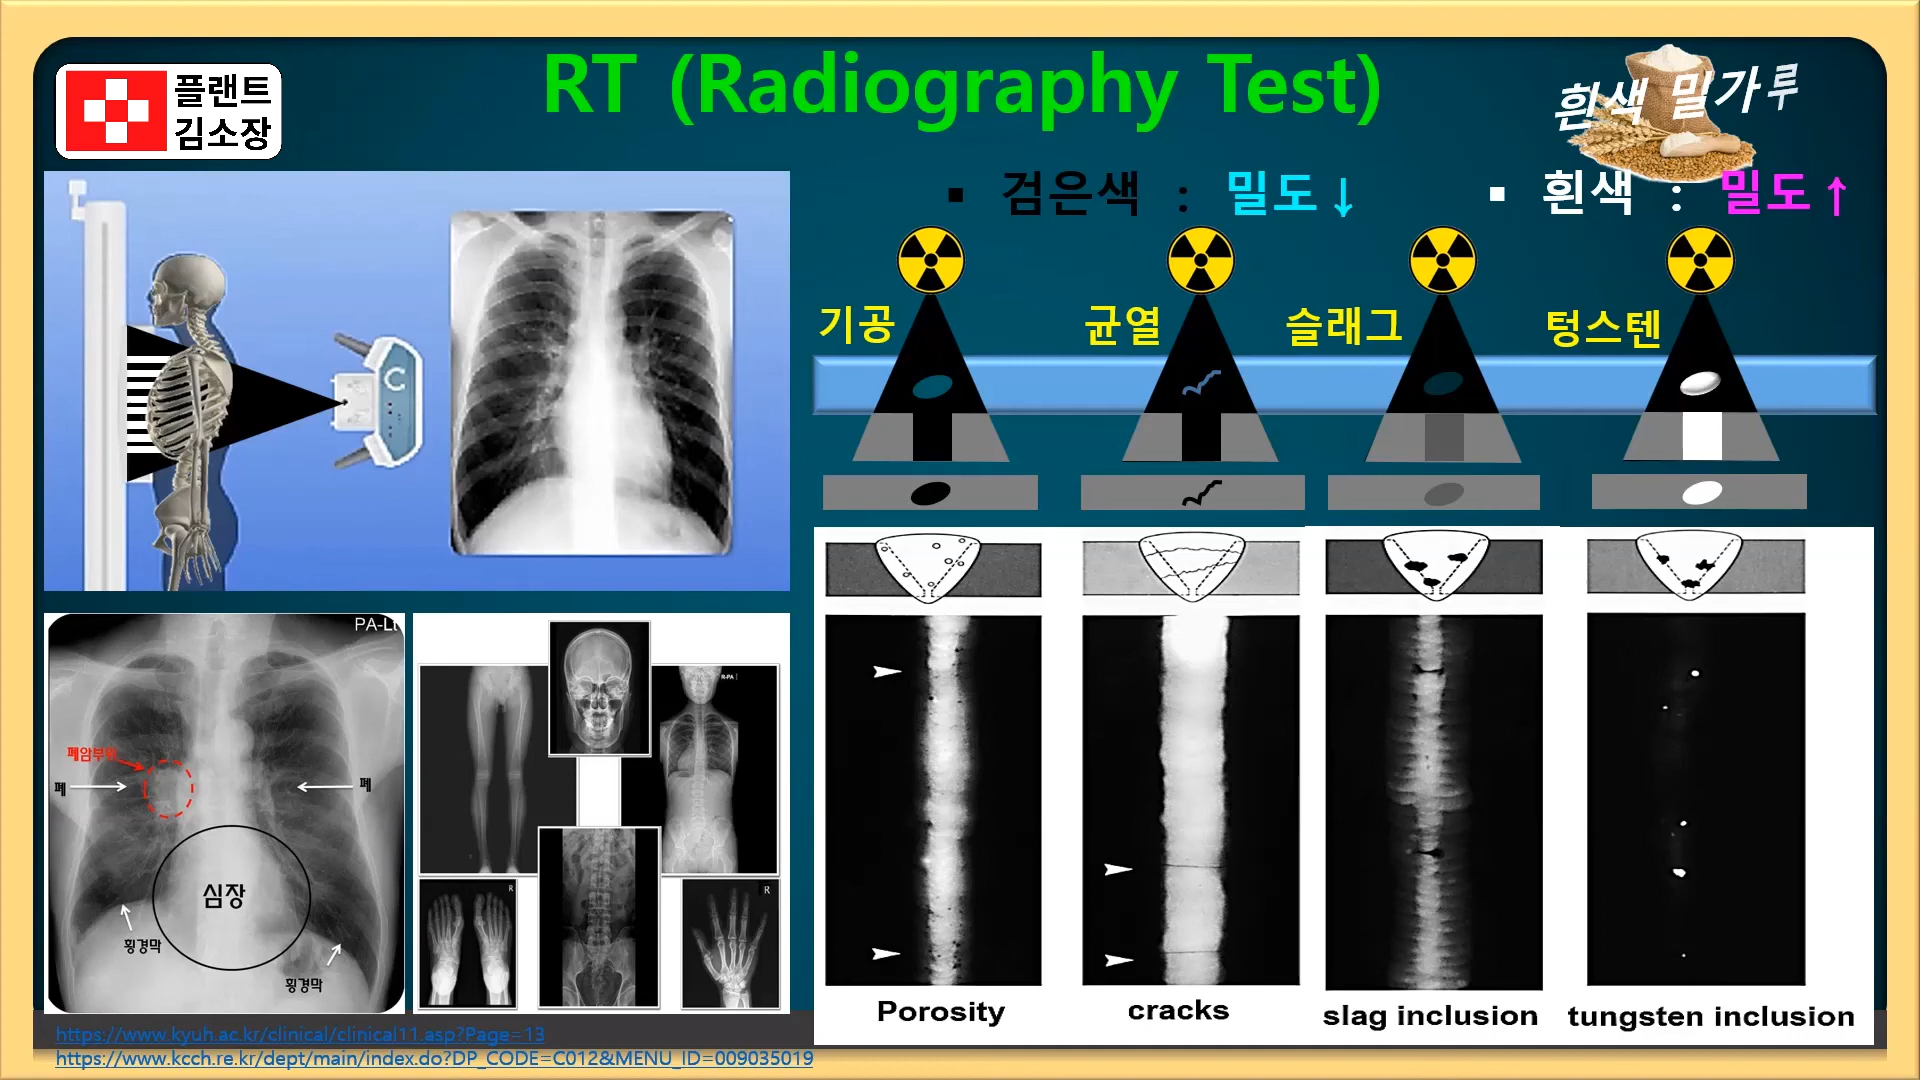 RT (Radiography Test)
플랜트
김소장
흰색 밀가루
▪ 검은색 : 밀도↓
▪ 흰색 : 밀도↑
기공
균열
슬래그
텅스텐
PA-Lt
폐암부위
폐
폐
심장
횡경막
횡경막
R-PA
R
R
Porosity
cracks
slag inclusion
tungsten inclusion
https://www.kyuh.ac.kr/clinical/clinical11.asp?Page=13
https://www.kcch.re.kr/dept/main/index.do?DP_CODE=C012&MENU_ID=009035019